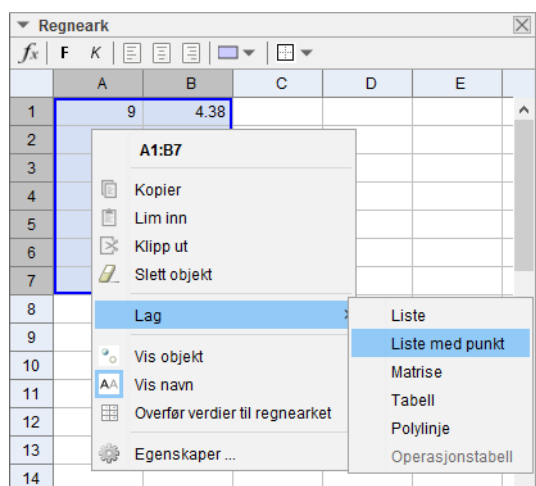 Regneark
fx F K
A B C D E
1 9 4.38
2
A1:B7
3
4 Kopier
5 Lim inn
6 Klipp ut
7 Slett objekt
8 Lag Liste
9 Liste med punkt
10 Vis objekt Matrise
11 AA Vis navn Tabell
12 Overfør verdier til regnearket Polylinje
13 Egenskaper ... Operasjonstabell
14